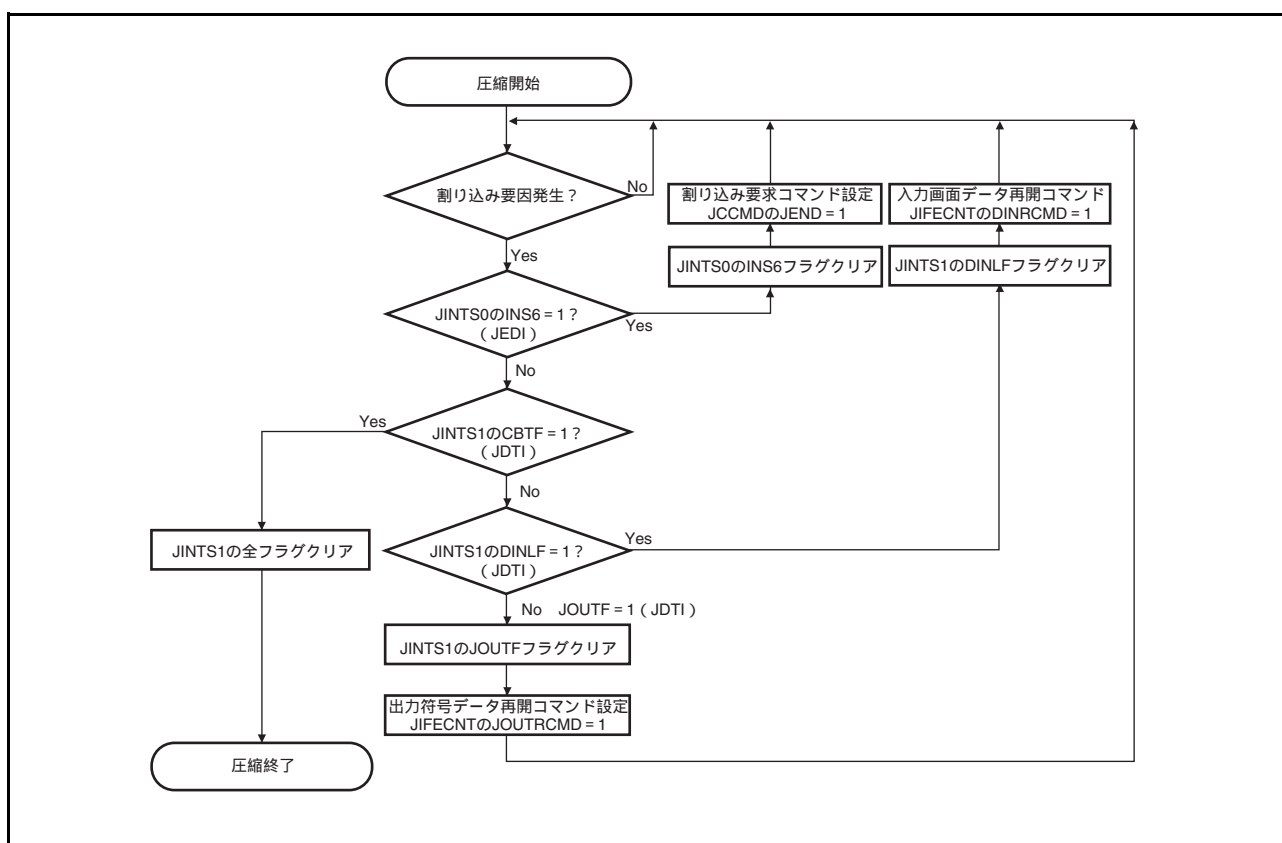 圧縮開始
割り込み要因発生?
No
割り込み要求コマンド設定
JCCMDのJEND = 1
入力画面データ再開コマンド
JIFECNTのDINRCMD = 1
Yes
JINTS0のINS6フラグクリア
JINTS1のDINLFフラグクリア
JINTS0のINS6 = 1?
(JEDI)
Yes
No
Yes
JINTS1のCBTF = 1?
(JDTI)
No
JINTS1の全フラグクリア
JINTS1のDINLF = 1?
(JDTI)
Yes
No JOUTF = 1(JDTI)
JINTS1のJOUTFフラグクリア
出力符号データ再開コマンド設定
JIFECNTのJOUTRCMD = 1
圧縮終了